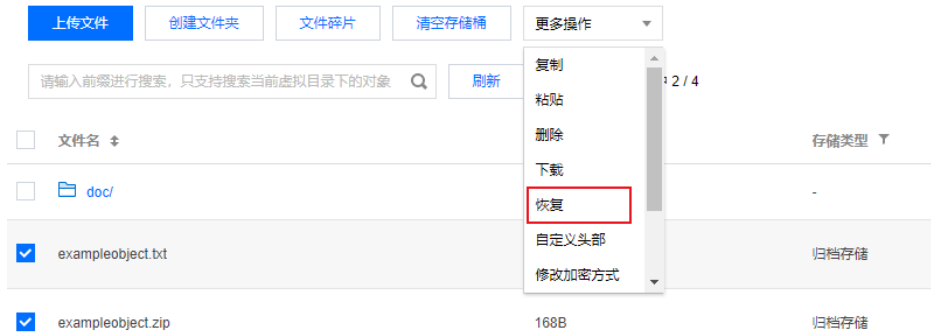 上传文件 创建文件夹 文件碎片 清空存储桶 更多操作
请输入前缀进行搜索，只支持搜索当前虚拟目录下的对象 刷新 2 / 4
复制
粘贴
删除
下载
恢复
自定义头部
修改加密方式
文件名 存储类型
doc/ -
exampleobject.txt 归档存储
exampleobject.zip 168B 归档存储